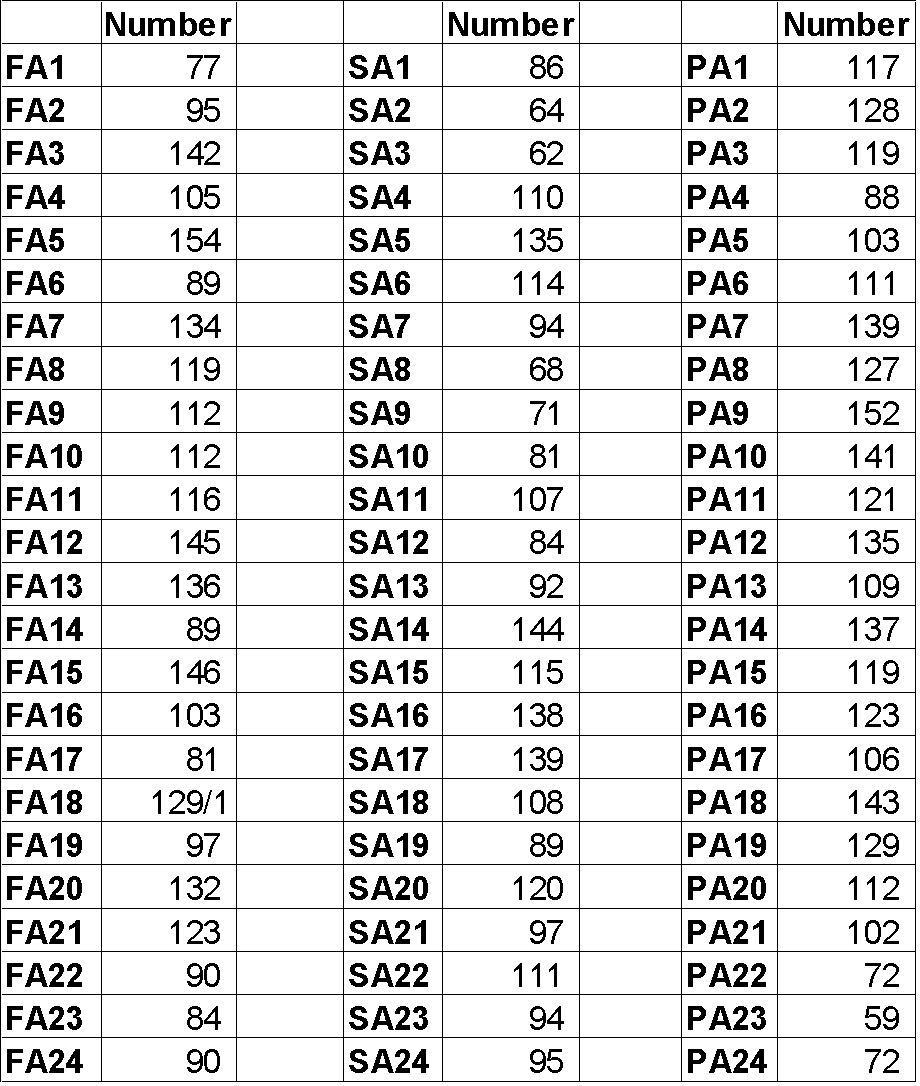 Number Number Number
FA1 77 SA1 86 PA1 117
FA2 95 SA2 64 PA2 128
FA3 142 SA3 62 PA3 119
FA4 105 SA4 110 PA4 88
FA5 154 SA5 135 PA5 103
FA6 89 SA6 114 PA6 111
FA7 134 SA7 94 PA7 139
FA8 119 SA8 68 PA8 127
FA9 112 SA9 71 PA9 152
FA10 112 SA10 81 PA10 141
FA11 116 SA11 107 PA11 121
FA12 145 SA12 84 PA12 135
FA13 136 SA13 92 PA13 109
FA14 89 SA14 144 PA14 137
FA15 146 SA15 115 PA15 119
FA16 103 SA16 138 PA16 123
FA17 81 SA17 139 PA17 106
FA18 129/1 SA18 108 PA18 143
FA19 97 SA19 89 PA19 129
FA20 132 SA20 120 PA20 112
FA21 123 SA21 97 PA21 102
FA22 90 SA22 111 PA22 72
FA23 84 SA23 94 PA23 59
FA24 90 SA24 95 PA24 72